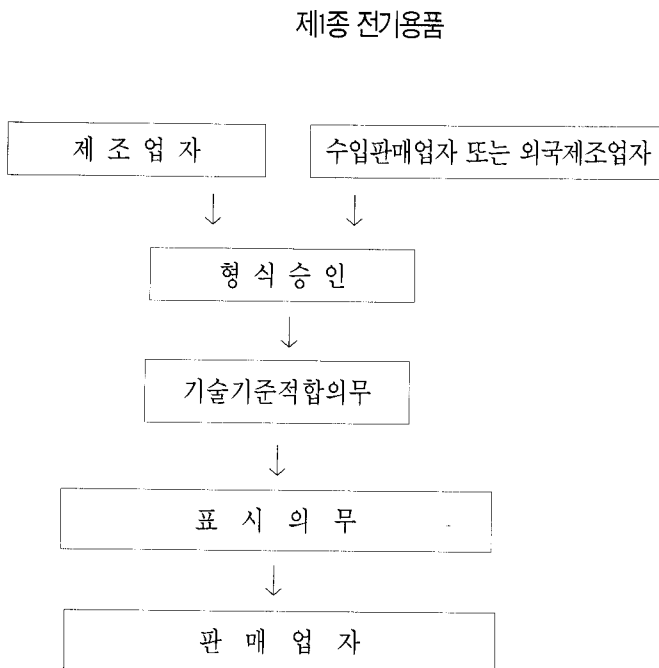 제1종 전기용품
제 조 업 자
수입판매업자 또는 외국제조업자
형 식 승 인
기술기준적합의무
표 시 의 무
판 매 업 자